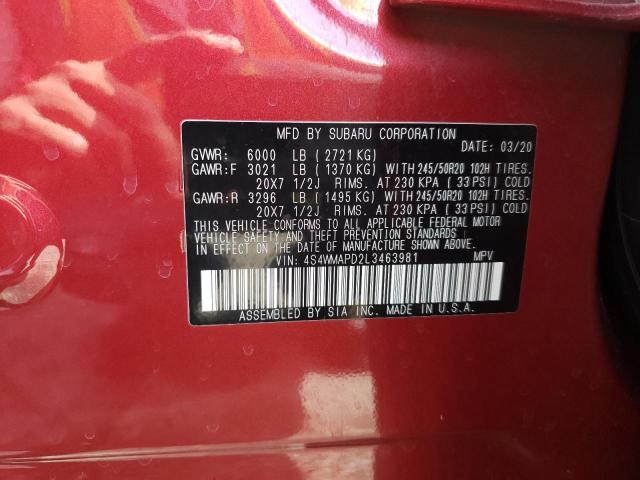 MFD BY SUBARU CORPORATION
DATE: 03/20
GVWR: 6000 LB ( 2721 KG)
GAWR:F 3021 LB ( 1370 KG) WITH 245/50R20 102H TIRES.
20X7 1/2J RIMS. AT 230 KPA ( 33 PSI) COLD
GAWR:R 3296 LB ( 1495 KG) WITH 245/50R20 102H TIRES.
20X7 1/2J RIMS. AT 230 KPA ( 33 PSI) COLD
THIS VEHICLE CONFORMS TO ALL APPLICABLE FEDERAL MOTOR
VEHICLE SAFETY AND THEFT PREVENTION STANDARDS
IN EFFECT ON THE DATE OF MANUFACTURE SHOWN ABOVE.
VIN: 4S4WMAPD2L3463981 MPV
ASSEMBLED BY SIA INC. MADE IN U.S.A.